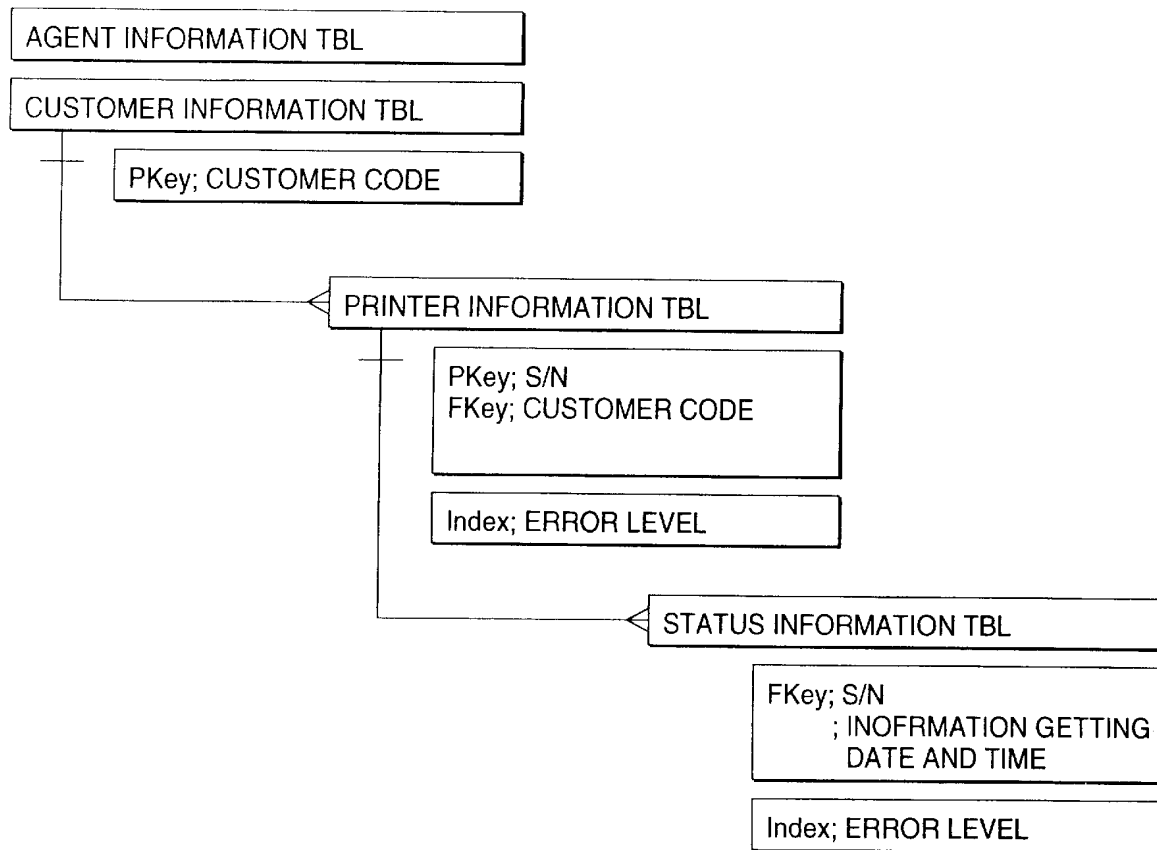 AGENT INFORMATION TBL
CUSTOMER INFORMATION TBL
PKey; CUSTOMER CODE
PRINTER INFORMATION TBL
PKey; S/N
FKey; CUSTOMER CODE
Index; ERROR LEVEL
STATUS INFORMATION TBL
FKey; S/N
; INOFRMATION GETTING
DATE AND TIME
Index; ERROR LEVEL